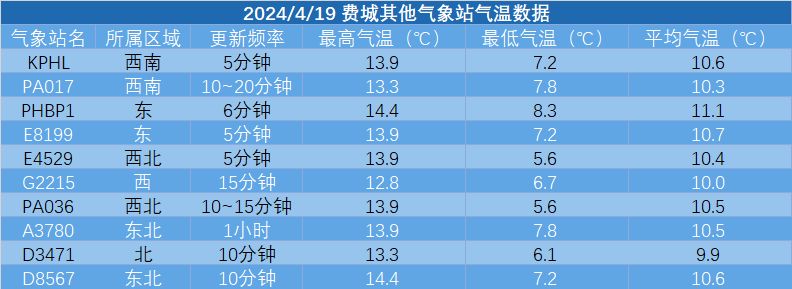 2024/4/19 费城其他气象站气温数据
气象站名 所属区域 更新频率 最高气温（℃） 最低气温（℃） 平均气温（℃）
KPHL 西南 5分钟 13.9 7.2 10.6
PA017 西南 10~20分钟 13.3 7.8 10.3
PHBP1 东 6分钟 14.4 8.3 11.1
E8199 东 5分钟 13.9 7.2 10.7
E4529 西北 5分钟 13.9 5.6 10.4
G2215 西 15分钟 12.8 6.7 10.0
PA036 西北 10~15分钟 13.9 5.6 10.5
A3780 东北 1小时 13.9 7.8 10.5
D3471 北 10分钟 13.3 6.1 9.9
D8567 东北 10分钟 14.4 7.2 10.6